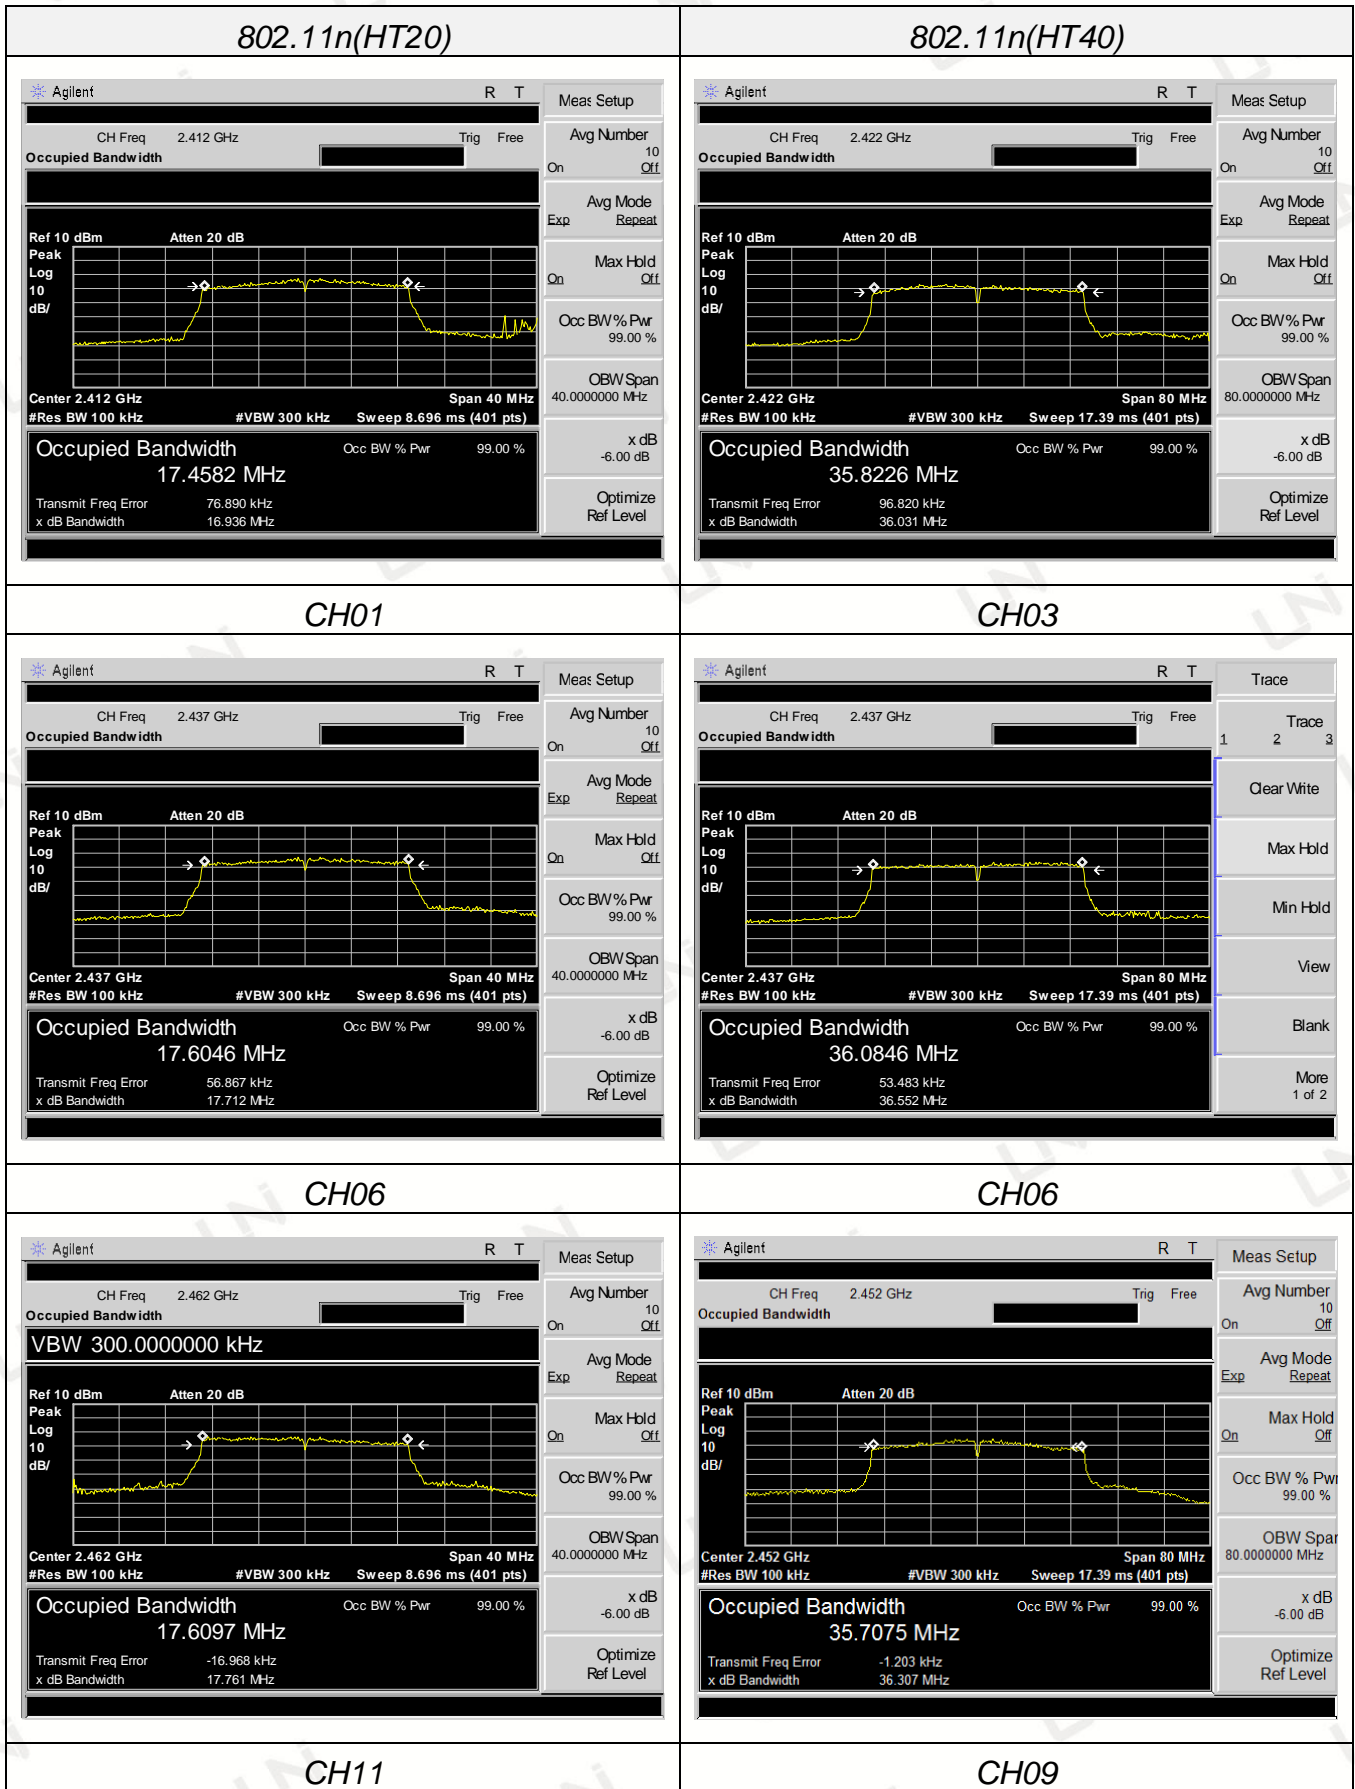 802.11n(HT20)
802.11n(HT40)
Agilent R T
Meas Setup
CH Freq 2.412 GHz Trig Free
Occupied Bandwidth
Avg Number
10
On Off
Avg Mode
Exp Repeat
Ref 10 dBm Atten 20 dB
Peak
Log
10
dB/
Max Hold
On Off
Occ BW % Pwr
99.00 %
OBW Span
40.0000000 MHz
Center 2.412 GHz Span 40 MHz
#Res BW 100 kHz #VBW 300 kHz Sweep 8.696 ms (401 pts)
Occupied Bandwidth Occ BW % Pwr 99.00 %
17.4582 MHz
x dB
-6.00 dB
Transmit Freq Error 76.890 kHz
x dB Bandwidth 16.936 MHz
Optimize
Ref Level
Agilent R T
Meas Setup
CH Freq 2.422 GHz Trig Free
Occupied Bandwidth
Avg Number
10
On Off
Avg Mode
Exp Repeat
Ref 10 dBm Atten 20 dB
Peak
Log
10
dB/
Max Hold
On Off
Occ BW % Pwr
99.00 %
OBW Span
80.0000000 MHz
Center 2.422 GHz Span 80 MHz
#Res BW 100 kHz #VBW 300 kHz Sweep 17.39 ms (401 pts)
Occupied Bandwidth Occ BW % Pwr 99.00 %
35.8226 MHz
x dB
-6.00 dB
Transmit Freq Error 96.820 kHz
x dB Bandwidth 36.031 MHz
Optimize
Ref Level
CH01
CH03
Agilent R T
Meas Setup
CH Freq 2.437 GHz Trig Free
Occupied Bandwidth
Avg Number
10
On Off
Avg Mode
Exp Repeat
Ref 10 dBm Atten 20 dB
Peak
Log
10
dB/
Max Hold
On Off
Occ BW % Pwr
99.00 %
OBW Span
40.0000000 MHz
Center 2.437 GHz Span 40 MHz
#Res BW 100 kHz #VBW 300 kHz Sweep 8.696 ms (401 pts)
Occupied Bandwidth Occ BW % Pwr 99.00 %
17.6046 MHz
x dB
-6.00 dB
Transmit Freq Error 56.867 kHz
x dB Bandwidth 17.712 MHz
Optimize
Ref Level
Agilent R T
Trace
CH Freq 2.437 GHz Trig Free
Occupied Bandwidth
Trace
1 2 3
Clear Write
Ref 10 dBm Atten 20 dB
Peak
Log
10
dB/
Max Hold
Min Hold
View
Center 2.437 GHz Span 80 MHz
#Res BW 100 kHz #VBW 300 kHz Sweep 17.39 ms (401 pts)
Occupied Bandwidth Occ BW % Pwr 99.00 %
36.0846 MHz
Blank
Transmit Freq Error 53.483 kHz
x dB Bandwidth 36.552 MHz
More
1 of 2
CH06
CH06
Agilent R T
Meas Setup
CH Freq 2.462 GHz Trig Free
Occupied Bandwidth
VBW 300.0000000 kHz
Avg Number
10
On Off
Avg Mode
Exp Repeat
Ref 10 dBm Atten 20 dB
Peak
Log
10
dB/
Max Hold
On Off
Occ BW % Pwr
99.00 %
OBW Span
40.0000000 MHz
Center 2.462 GHz Span 40 MHz
#Res BW 100 kHz #VBW 300 kHz Sweep 8.696 ms (401 pts)
Occupied Bandwidth Occ BW % Pwr 99.00 %
17.6097 MHz
x dB
-6.00 dB
Transmit Freq Error -16.968 kHz
x dB Bandwidth 17.761 MHz
Optimize
Ref Level
Agilent R T
Meas Setup
CH Freq 2.452 GHz Trig Free
Occupied Bandwidth
Avg Number
10
On Off
Avg Mode
Exp Repeat
Ref 10 dBm Atten 20 dB
Peak
Log
10
dB/
Max Hold
On Off
Occ BW % Pwr
99.00 %
OBW Span
80.0000000 MHz
Center 2.452 GHz Span 80 MHz
#Res BW 100 kHz #VBW 300 kHz Sweep 17.39 ms (401 pts)
Occupied Bandwidth Occ BW % Pwr 99.00 %
35.7075 MHz
x dB
-6.00 dB
Transmit Freq Error -1.203 kHz
x dB Bandwidth 36.307 MHz
Optimize
Ref Level
CH11
CH09